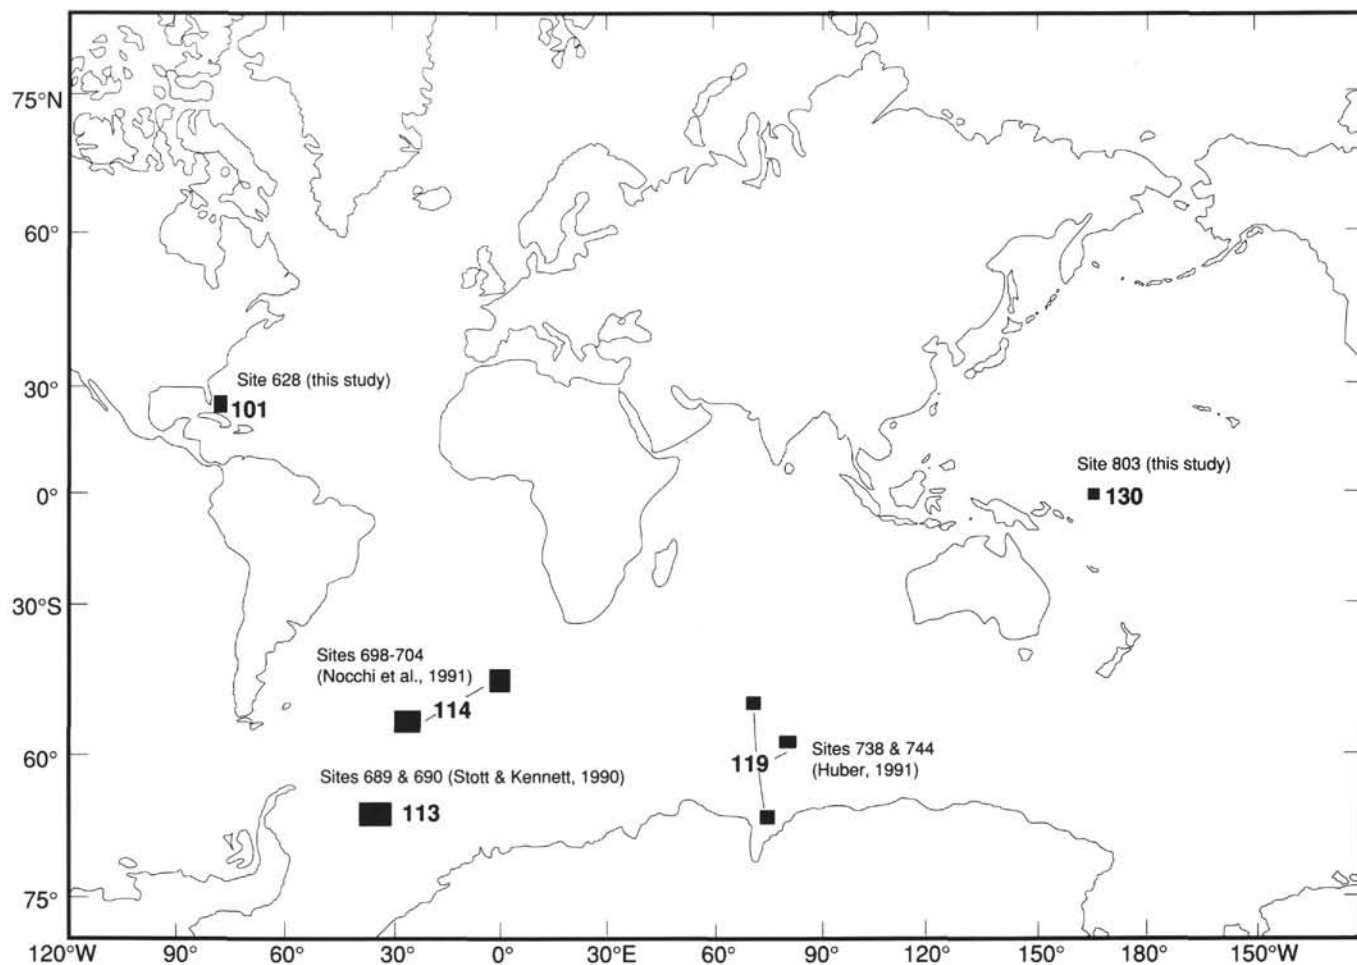 75°N
60°
30°
Site 628 (this study)
101
Site 803 (this study)
0°
130
30°S
Sites 698-704
(Nocchi et al., 1991)
114
60°
119
Sites 738 & 744
(Huber, 1991)
Sites 689 & 690 (Stott & Kennett, 1990)
113
75°
120°W 90° 60° 30° 0° 30°E 60° 90° 120° 150° 180° 150°W